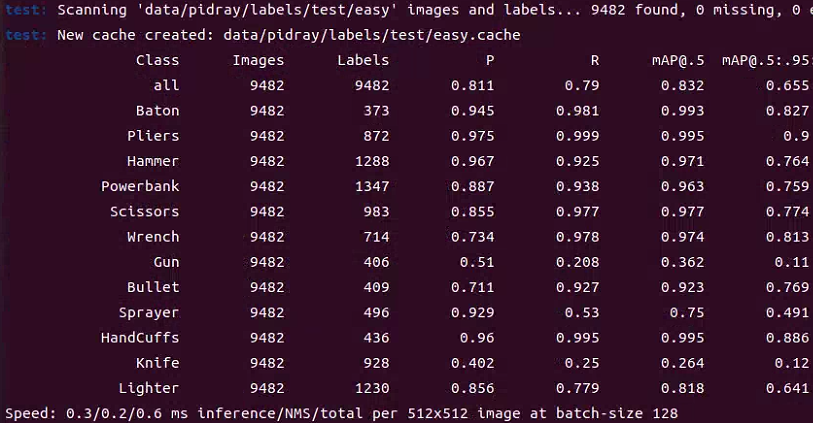 test: Scanning 'data/pidray/labels/test/easy' images and labels... 9482 found, 0 missing, 0
test: New cache created: data/pidray/labels/test/easy.cache
Class Images Labels P R mAP@.5 mAP@.5:.95:
all 9482 9482 0.811 0.79 0.832 0.655
Baton 9482 373 0.945 0.981 0.993 0.827
Pliers 9482 872 0.975 0.999 0.995 0.9
Hammer 9482 1288 0.967 0.925 0.971 0.764
Powerbank 9482 1347 0.887 0.938 0.963 0.759
Scissors 9482 983 0.855 0.977 0.977 0.774
Wrench 9482 714 0.734 0.978 0.974 0.813
Gun 9482 406 0.51 0.208 0.362 0.11
Bullet 9482 409 0.711 0.927 0.923 0.769
Sprayer 9482 496 0.929 0.53 0.75 0.491
HandCuffs 9482 436 0.96 0.995 0.995 0.886
Knife 9482 928 0.402 0.25 0.264 0.12
Lighter 9482 1230 0.856 0.779 0.818 0.641
Speed: 0.3/0.2/0.6 ms inference/NMS/total per 512x512 image at batch-size 128